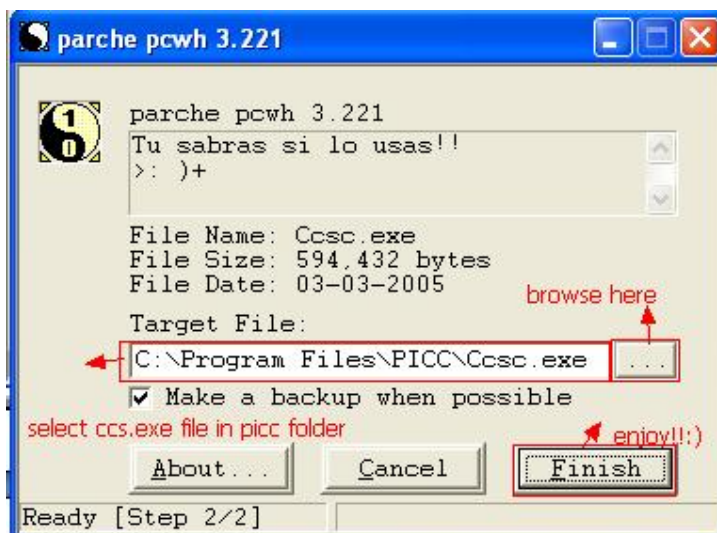 parche pcwh 3.221
1
0
parche pcwh 3.221
Tu sabras si lo usas!!
>: )+
File Name: Ccsc.exe
File Size: 594,432 bytes
File Date: 03-03-2005
browse here
Target File:
C:\Program Files\PICC\Ccsc.exe
...
Make a backup when possible
select ccs.exe file in picc folder
enjoy!!:)
About...
Cancel
Finish
Ready [Step 2/2]